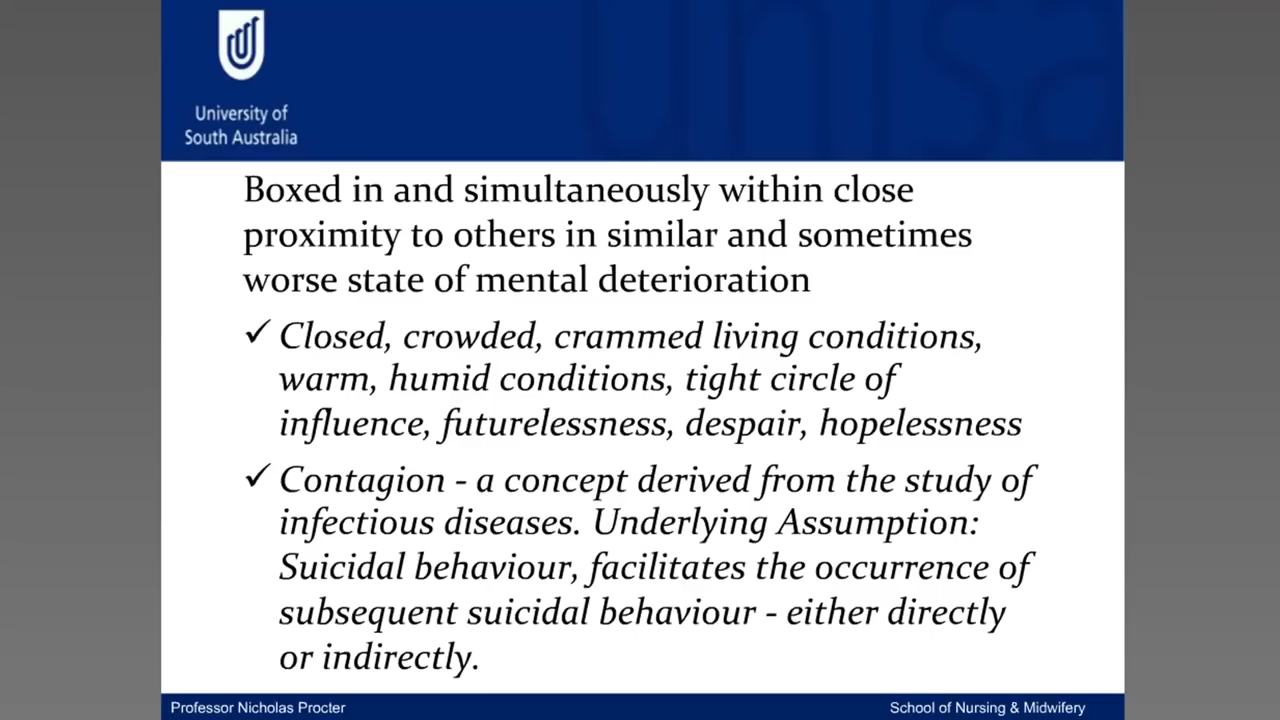 University of
South Australia
Boxed in and simultaneously within close
proximity to others in similar and sometimes
worse state of mental deterioration
✓ Closed, crowded, crammed living conditions,
warm, humid conditions, tight circle of
influence, futurelessness, despair, hopelessness
✓ Contagion - a concept derived from the study of
infectious diseases. Underlying Assumption:
Suicidal behaviour, facilitates the occurrence of
subsequent suicidal behaviour - either directly
or indirectly.
Professor Nicholas Procter
School of Nursing & Midwifery